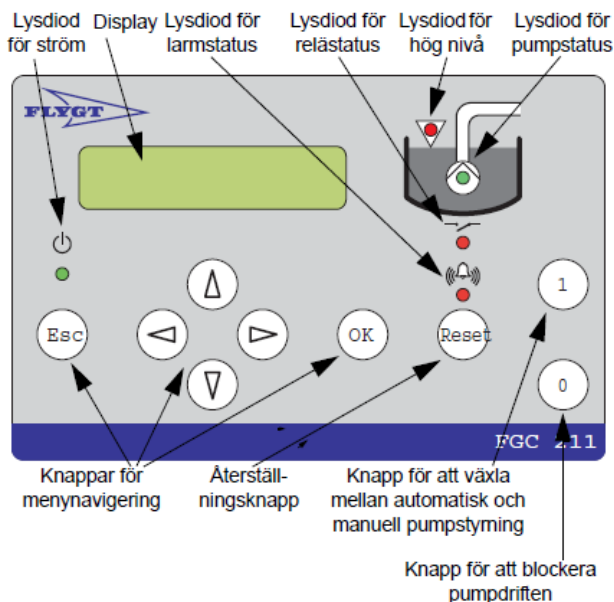 Lysdiod
för ström
Display
Lysdiod för
larmstatus
Lysdiod för
relästatus
Lysdiod för
hög nivå
Lysdiod för
pumpstatus
FLYGT
Esc
OK
Reset
1
0
FGC 211
Knappar för
menynavigering
Återställ-
ningsknapp
Knapp för att växla
mellan automatisk och
manuell pumpstyrning
Knapp för att blockera
pumpdriften